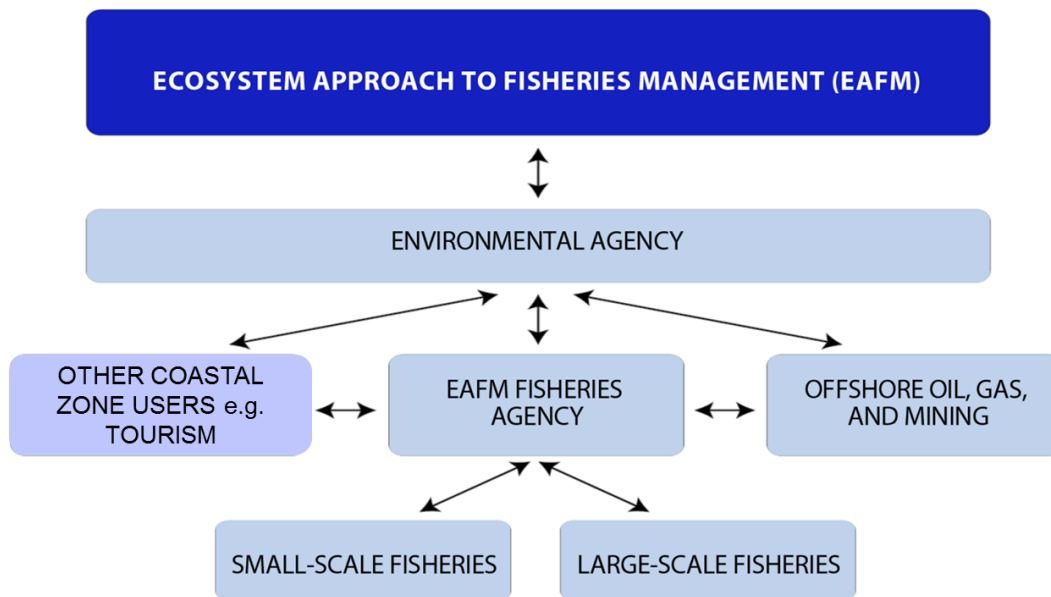 ECOSYSTEM APPROACH TO FISHERIES MANAGEMENT (EAFM)
ENVIRONMENTAL AGENCY
OTHER COASTAL
ZONE USERS e.g.
TOURISM
EAFM FISHERIES
AGENCY
OFFSHORE OIL, GAS,
AND MINING
SMALL-SCALE FISHERIES
LARGE-SCALE FISHERIES